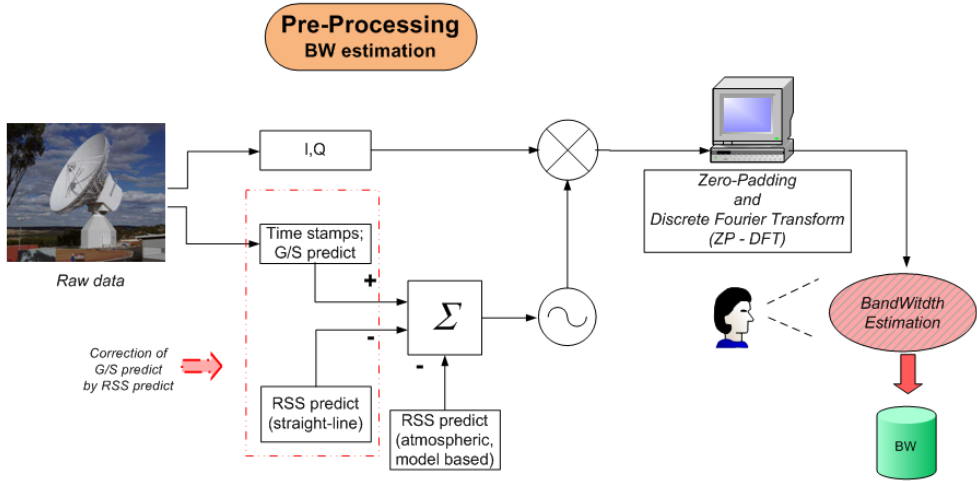 Pre-Processing
BW estimation
I,Q
Raw data
Time stamps;
G/S predict
+
-
-
Σ
Zero-Padding
and
Discrete Fourier Transform
(ZP - DFT)
BandWitdth
Estimation
Correction of
G/S predict
by RSS predict
RSS predict
(straight-line)
RSS predict
(atmospheric,
model based)
BW